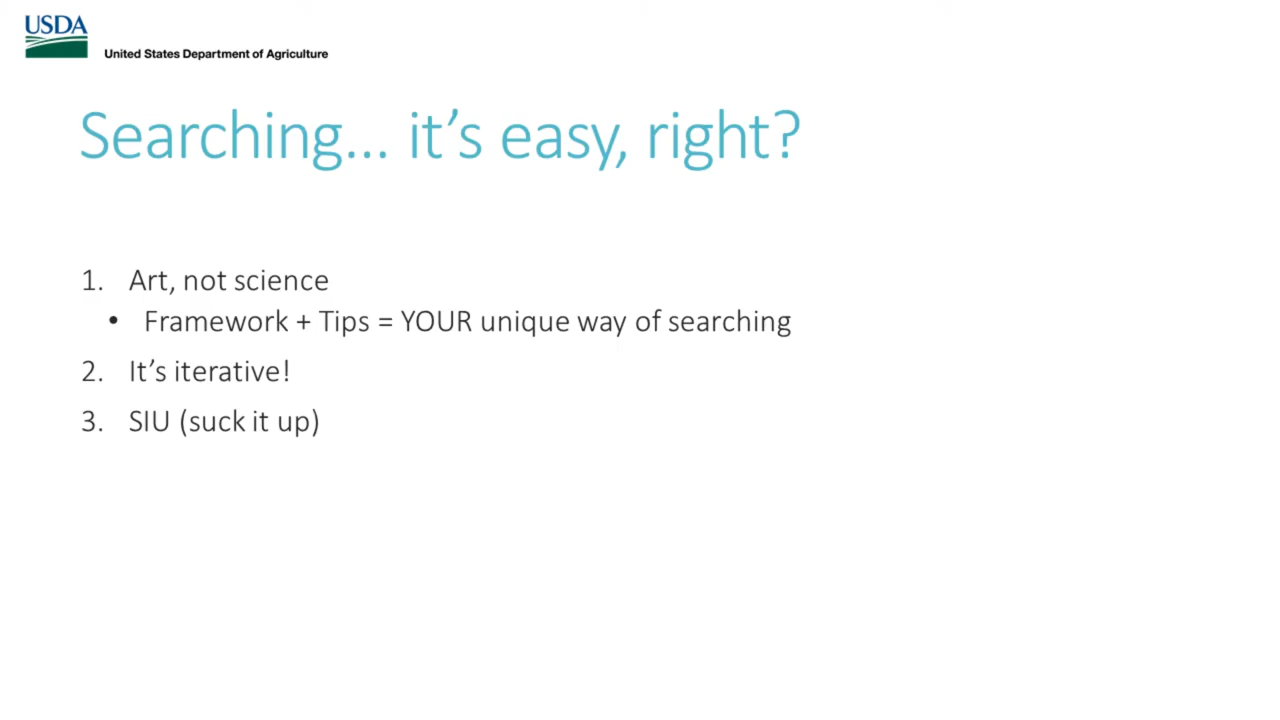 USDA
United States Department of Agriculture
Searching... it's easy, right?
1. Art, not science
• Framework + Tips = YOUR unique way of searching
2. It's iterative!
3. SIU (suck it up)